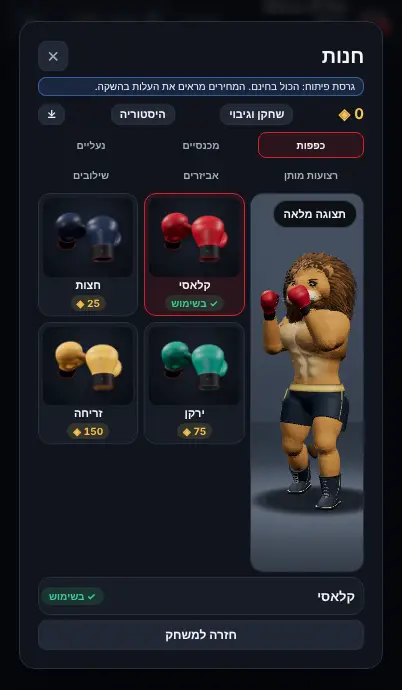 חנות
גרסת פיתוח: הכול בחינם. המחירים מראים את העלות בהשקה.
0
שחקן וגיבוי
היסטוריה
כפפות
מכנסיים
נעליים
רצועות מותן
אביזרים
שילובים
תצוגה מלאה
קלאסי
✓ בשימוש
חצות
25
ירקן
75
זריחה
150
קלאסי
✓ בשימוש
חזרה למשחק